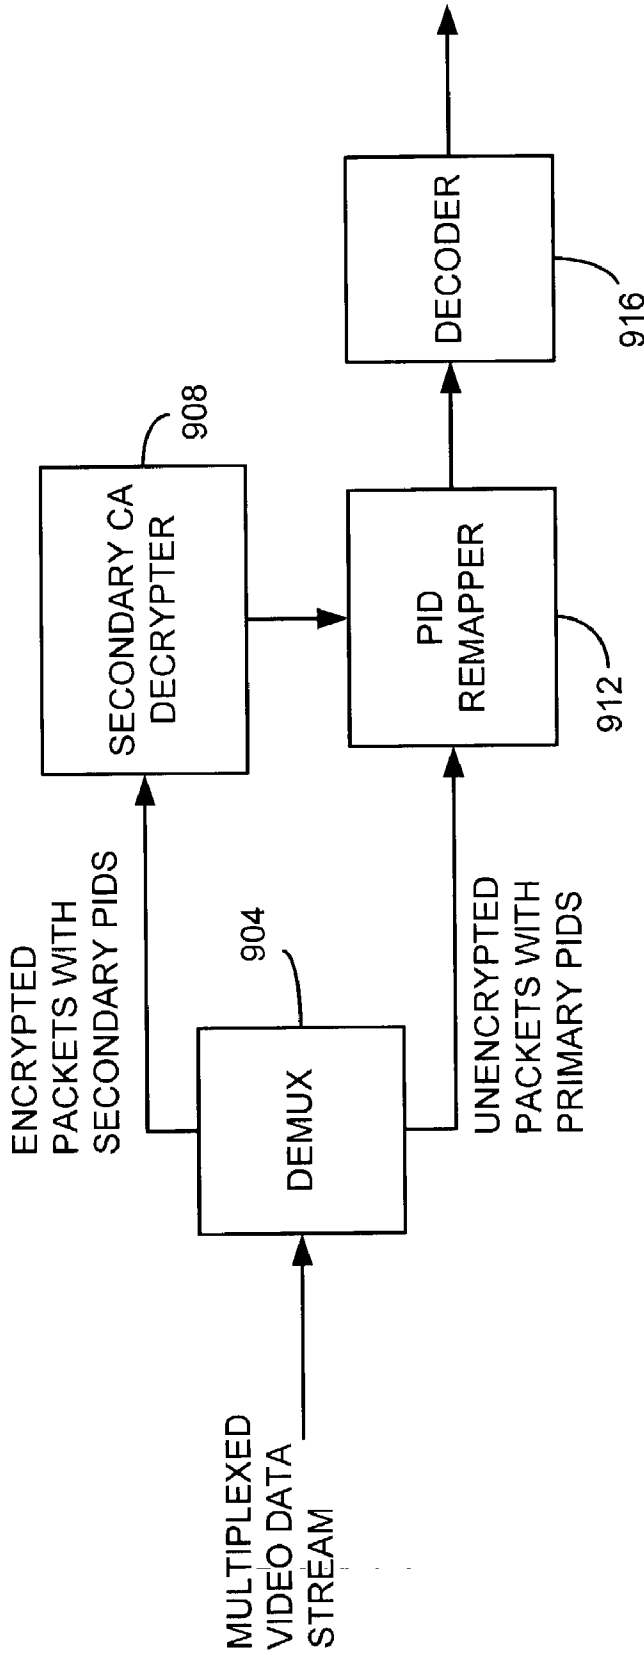 MULTIPLEXED
VIDEO DATA
STREAM
DEMUX
904
ENCRYPTED
PACKETS WITH
SECONDARY PIDS
UNENCRYPTED
PACKETS WITH
PRIMARY PIDS
SECONDARY CA
DECRYPTER
908
PID
REMAPPER
912
DECODER
916